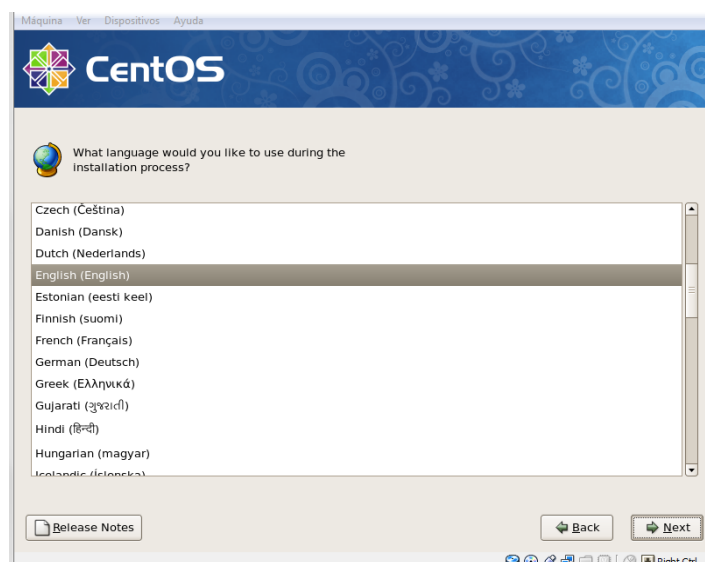 Máquina Ver Dispositivos Ayuda
CentOS
What language would you like to use during the
installation process?
Czech (Čeština)
Danish (Dansk)
Dutch (Nederlands)
English (English)
Estonian (eesti keel)
Finnish (suomi)
French (Français)
German (Deutsch)
Greek (Ελληνικά)
Gujarati (ગુજરાતી)
Hindi (हिन्दी)
Hungarian (magyar)
Icelandic (Íslenska)
Release Notes
Back
Next
Right Ctrl